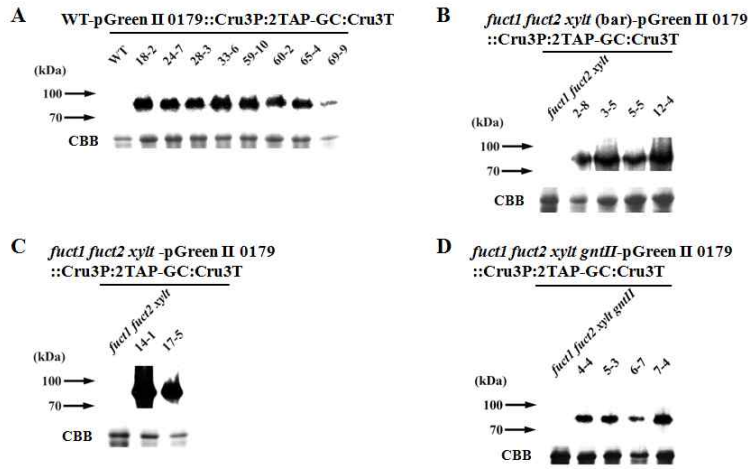 A
WT-pGreen II 0179::Cru3P:2TAP-GC:Cru3T
WT 18-2 24-7 28-3 33-6 59-10 60-2 65-4 69-9
(kDa)
100
70
CBB
B
fuct1 fuct2 xylt (bar)-pGreen II 0179
::Cru3P:2TAP-GC:Cru3T
fuct1 fuct2 xylt 2-8 3-5 5-5 12-4
(kDa)
100
70
CBB
C
fuct1 fuct2 xylt -pGreen II 0179
::Cru3P:2TAP-GC:Cru3T
fuct1 fuct2 xylt 14-1 17-5
(kDa)
100
70
CBB
D
fuct1 fuct2 xylt gntII-pGreen II 0179
::Cru3P:2TAP-GC:Cru3T
fuct1 fuct2 xylt gntII 4-4 5-3 6-7 7-4
(kDa)
100
70
CBB